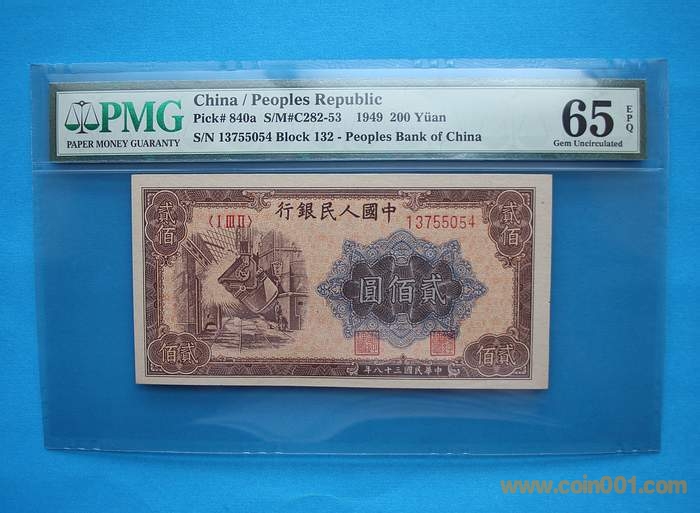 PMG
PAPER MONEY GUARANTY
China / Peoples Republic
Pick# 840a S/M#C282-53 1949 200 Yüan
S/N 13755054 Block 132 - Peoples Bank of China
65 EPQ
Gem Uncirculated
行銀民人國中
〈I III II〉
13755054
貳佰
貳佰
圓佰貳
佰貳
佰貳
年八十三國民華中
www.coin001.com